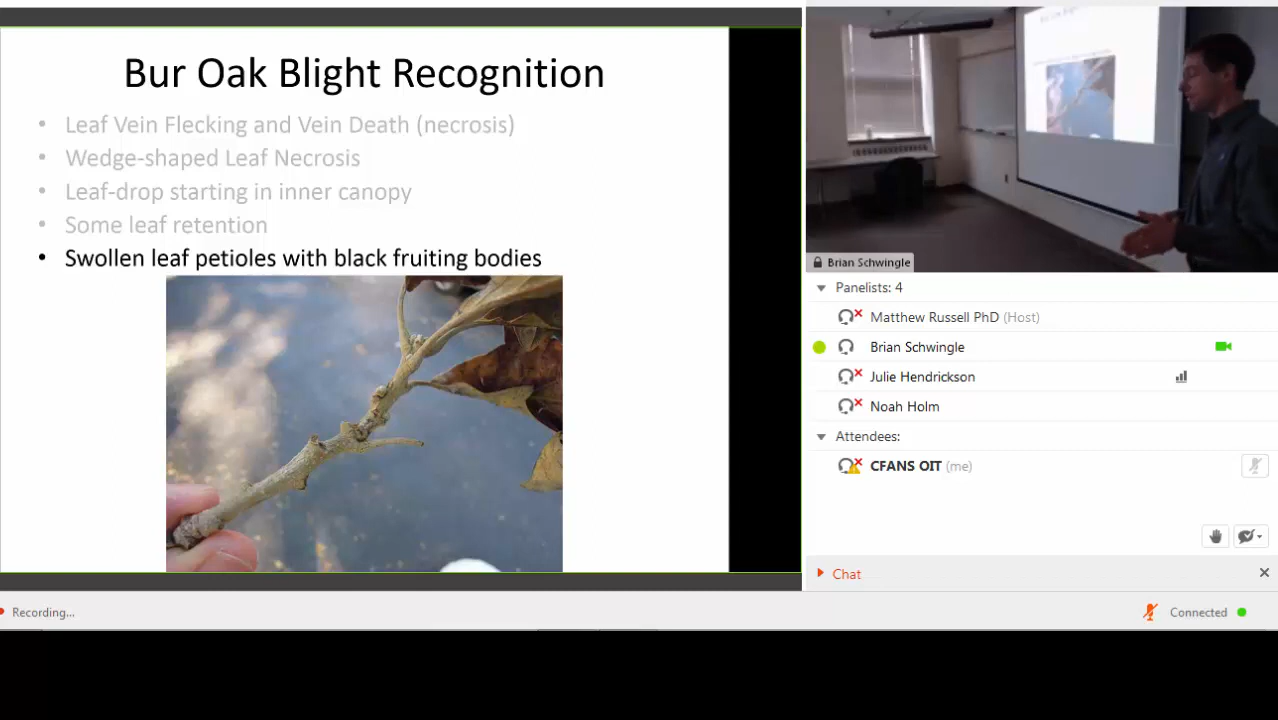 Bur Oak Blight Recognition
• Leaf Vein Flecking and Vein Death (necrosis)
• Wedge-shaped Leaf Necrosis
• Leaf-drop starting in inner canopy
• Some leaf retention
• Swollen leaf petioles with black fruiting bodies
Brian Schwingle
Panelists: 4
Matthew Russell PhD (Host)
Brian Schwingle
Julie Hendrickson
Noah Holm
Attendees:
CFANS OIT (me)
Chat
Recording...
Connected